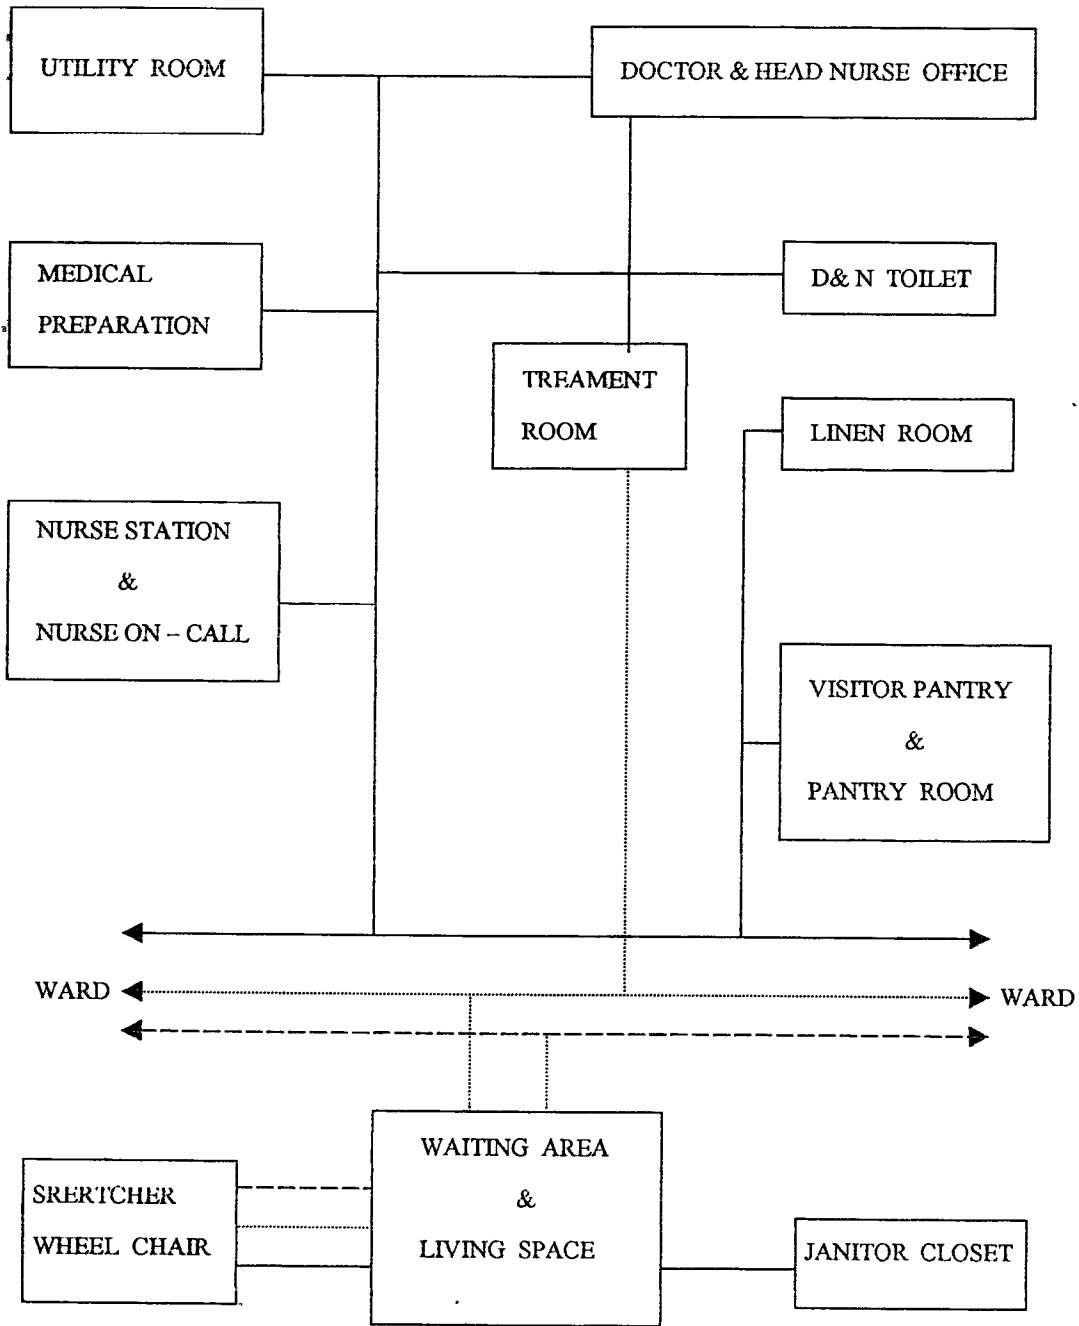 UTILITY ROOM
DOCTOR & HEAD NURSE OFFICE
MEDICAL
PREPARATION
D& N TOILET
TREAMENT
ROOM
LINEN ROOM
NURSE STATION
&
NURSE ON – CALL
VISITOR PANTRY
&
PANTRY ROOM
WARD
WARD
WAITING AREA
&
LIVING SPACE
SRERTCHER
WHEEL CHAIR
JANITOR CLOSET